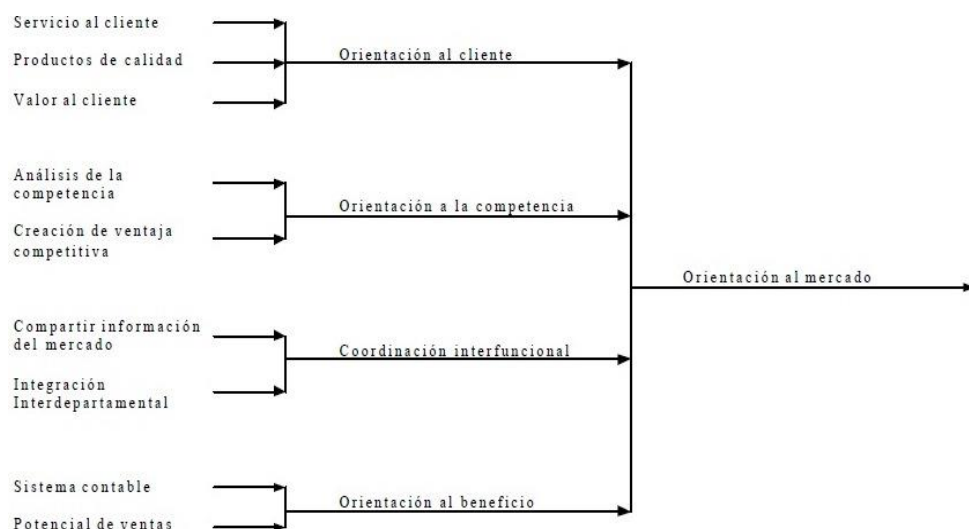 Servicio al cliente
Productos de calidad
Valor al cliente
Orientación al cliente
Análisis de la
competencia
Creación de ventaja
competitiva
Orientación a la competencia
Orientación al mercado
Compartir información
del mercado
Integración
Interdepartamental
Coordinación interfuncional
Sistema contable
Potencial de ventas
Orientación al beneficio